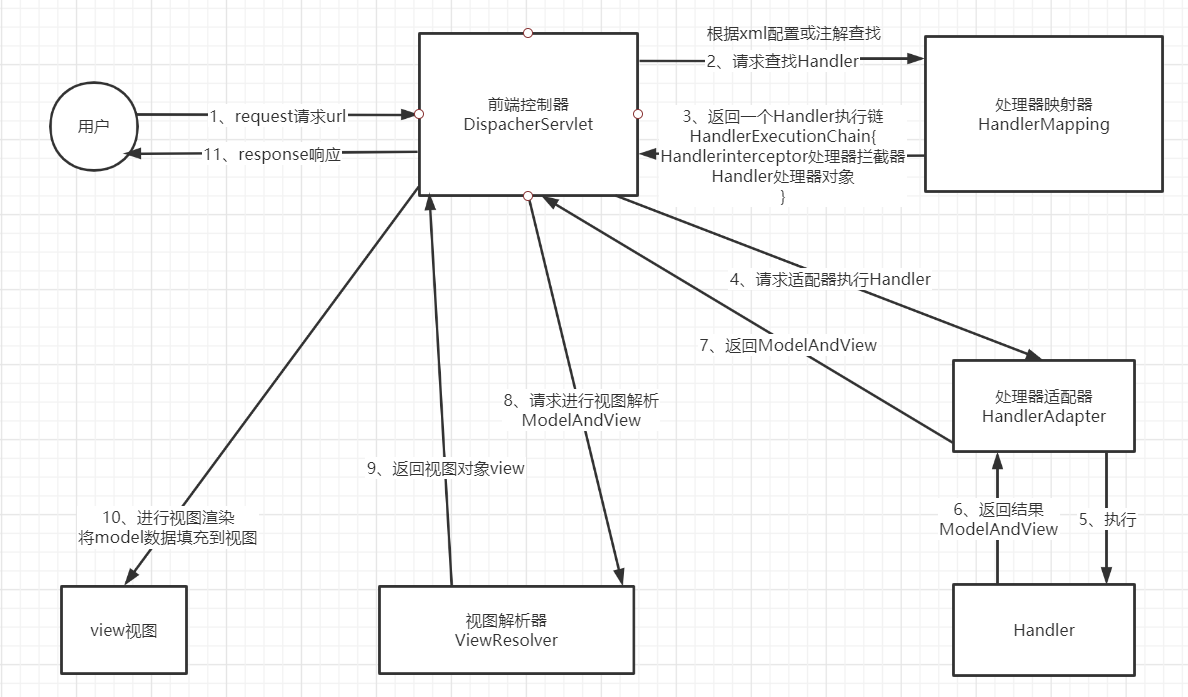 根据xml配置或注解查找
2、请求查找Handler
前端控制器
DispacherServlet
处理器映射器
HandlerMapping
用户
1、request请求url
11、response响应
3、返回一个Handler执行链
HandlerExecutionChain{
Handlerinterceptor处理器拦截器
Handler处理器对象
}
4、请求适配器执行Handler
7、返回ModelAndView
处理器适配器
HandlerAdapter
8、请求进行视图解析
ModelAndView
9、返回视图对象view
10、进行视图渲染
将model数据填充到视图
6、返回结果
ModelAndView
5、执行
view视图
视图解析器
ViewResolver
Handler